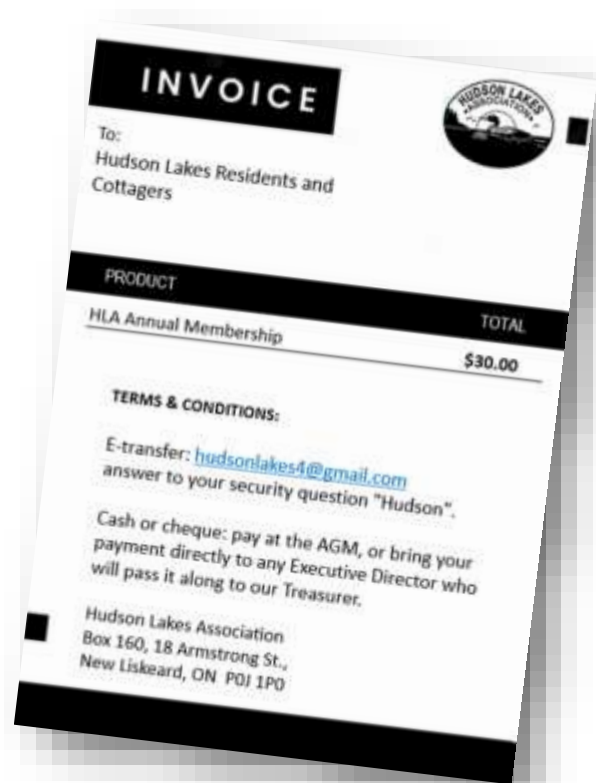 INVOICE
HUDSON LAKES
ASSOCIATION
To:
Hudson Lakes Residents and
Cottagers
PRODUCT
TOTAL
HLA Annual Membership
$30.00
TERMS & CONDITIONS:
E-transfer: hudsonlakes4@gmail.com
answer to your security question "Hudson".
Cash or cheque: pay at the AGM, or bring your
payment directly to any Executive Director who
will pass it along to our Treasurer.
Hudson Lakes Association
Box 160, 18 Armstrong St.,
New Liskeard, ON P0J 1P0